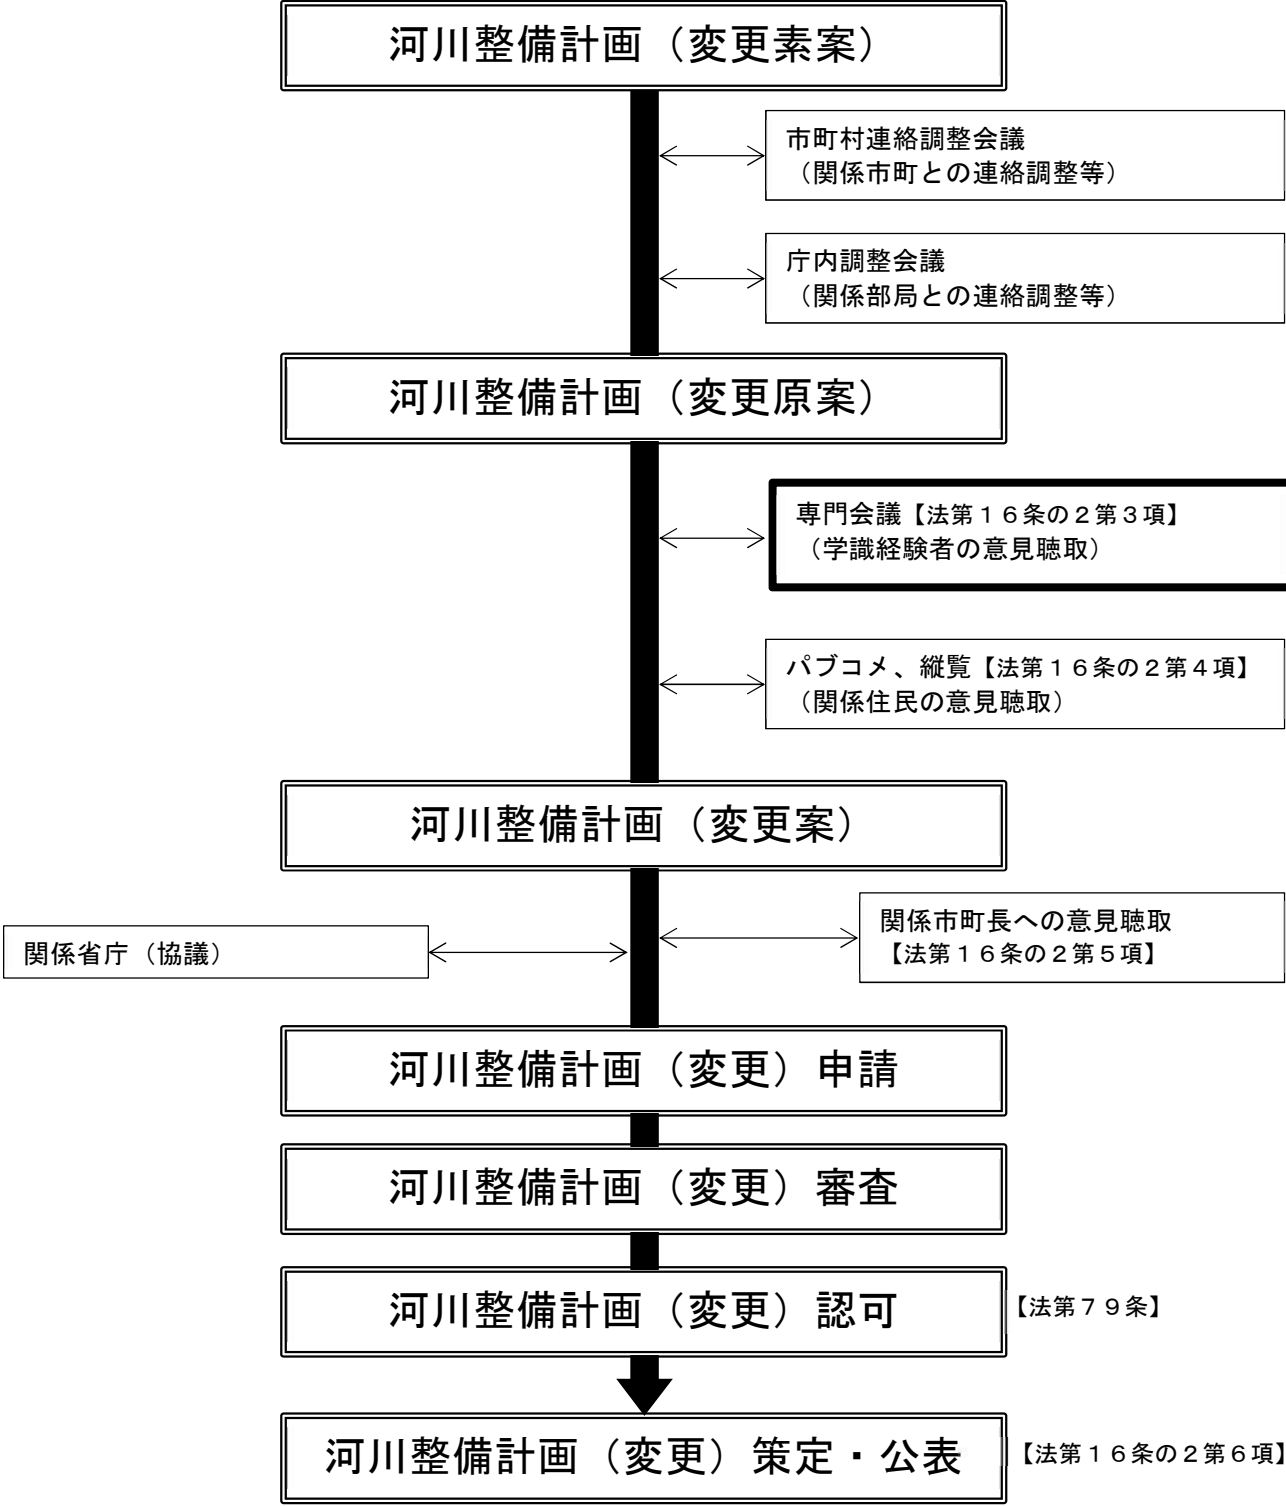 河川整備計画（変更素案）
市町村連絡調整会議
（関係市町との連絡調整等）
庁内調整会議
（関係部局との連絡調整等）
河川整備計画（変更原案）
専門会議【法第１６条の２第３項】
（学識経験者の意見聴取）
パブコメ、縦覧【法第１６条の２第４項】
（関係住民の意見聴取）
河川整備計画（変更案）
関係省庁（協議）
関係市町長への意見聴取
【法第１６条の２第５項】
河川整備計画（変更）申請
河川整備計画（変更）審査
河川整備計画（変更）認可
【法第７９条】
河川整備計画（変更）策定・公表
【法第１６条の２第６項】